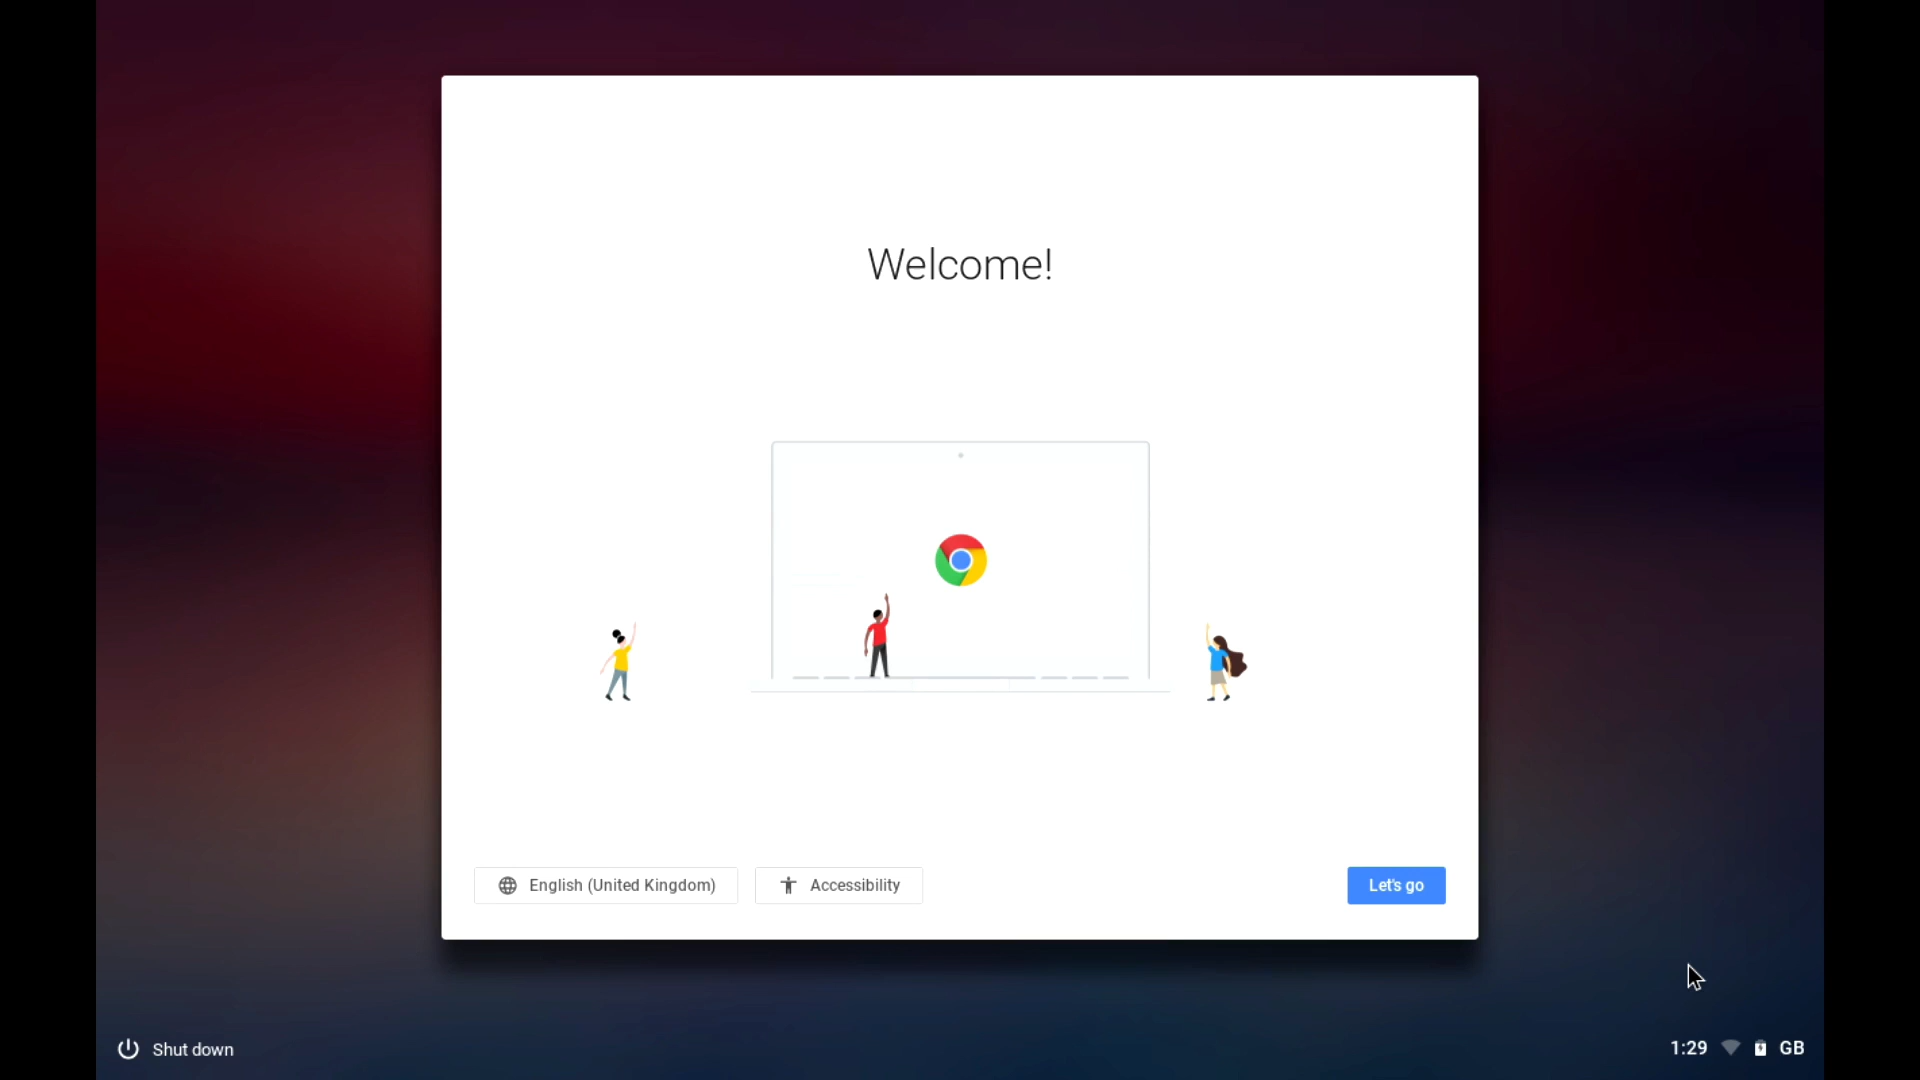 Welcome!
English (United Kingdom)
Accessibility
Let's go
Shut down
1:29
GB